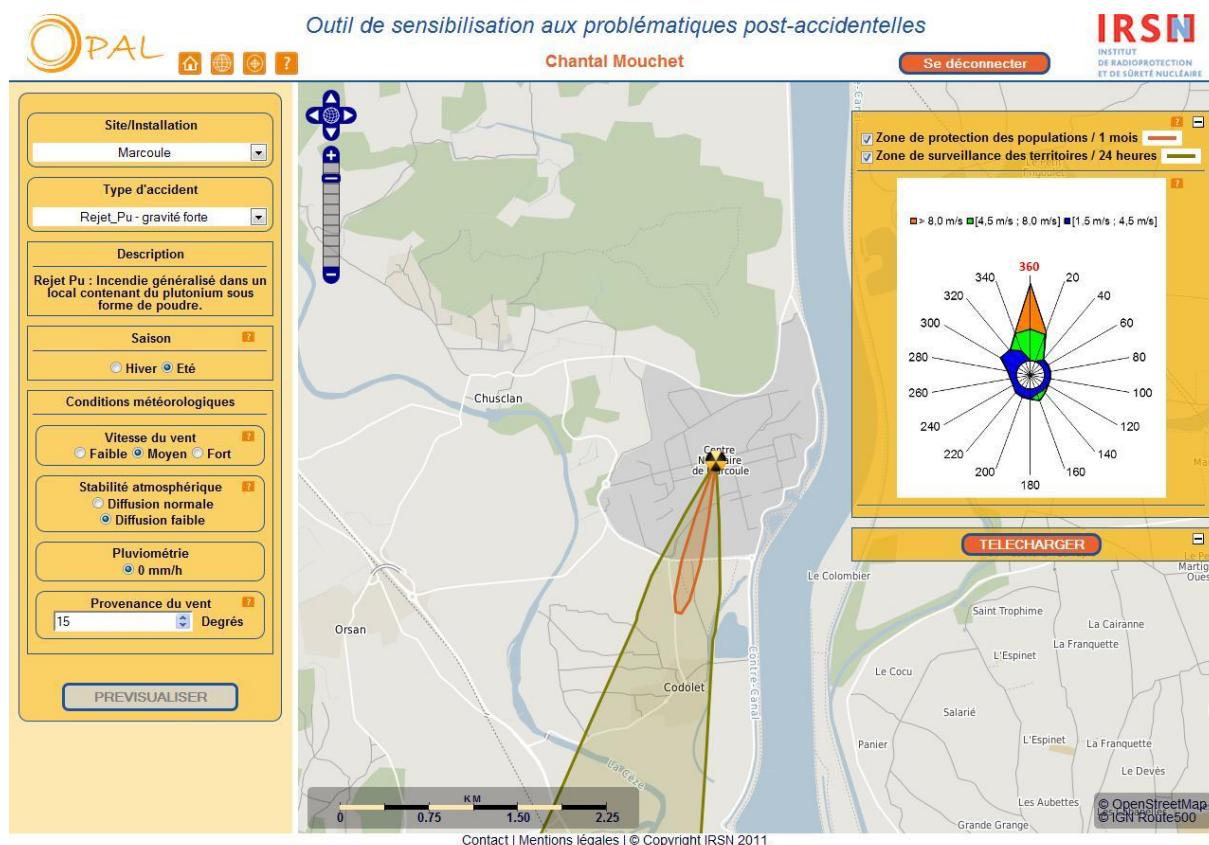 OPAL
Outil de sensibilisation aux problématiques post-accidentelles
Chantal Mouchet
Se déconnecter
IRSN
INSTITUT
DE RADIOPROTECTION
ET DE SÛRETÉ NUCLÉAIRE
Site/Installation
Marcoule
Type d'accident
Rejet_Pu - gravité forte
Description
Rejet Pu : Incendie généralisé dans un
local contenant du plutonium sous
forme de poudre.
Saison
Hiver Eté
Conditions météorologiques
Vitesse du vent
Faible Moyen Fort
Stabilité atmosphérique
Diffusion normale
Diffusion faible
Pluviométrie
0 mm/h
Provenance du vent
15 Degrés
PREVISUALISER
Zone de protection des populations / 1 mois
Zone de surveillance des territoires / 24 heures
> 8,0 m/s [4,5 m/s ; 8,0 m/s] [1,5 m/s ; 4,5 m/s]
360
340 20
320 40
300 60
280 80
260 100
240 120
220 140
200 160
180
TELECHARGER
Chusclan
Centre
Nucléaire
de Marcoule
Le Colombier
Orsan
Codolet
Contre-Canal
La Cèze
Saint Trophime
La Cairanne
La Franquette
L'Espinet
Le Cocu
Salarié
Panier
L'Espinet
La Franquette
Le Devès
Les Aubettes
Grande Grange
KM
0 0.75 1.50 2.25
© OpenStreetMap
© IGN Route500
Contact | Mentions légales | © Copyright IRSN 2011